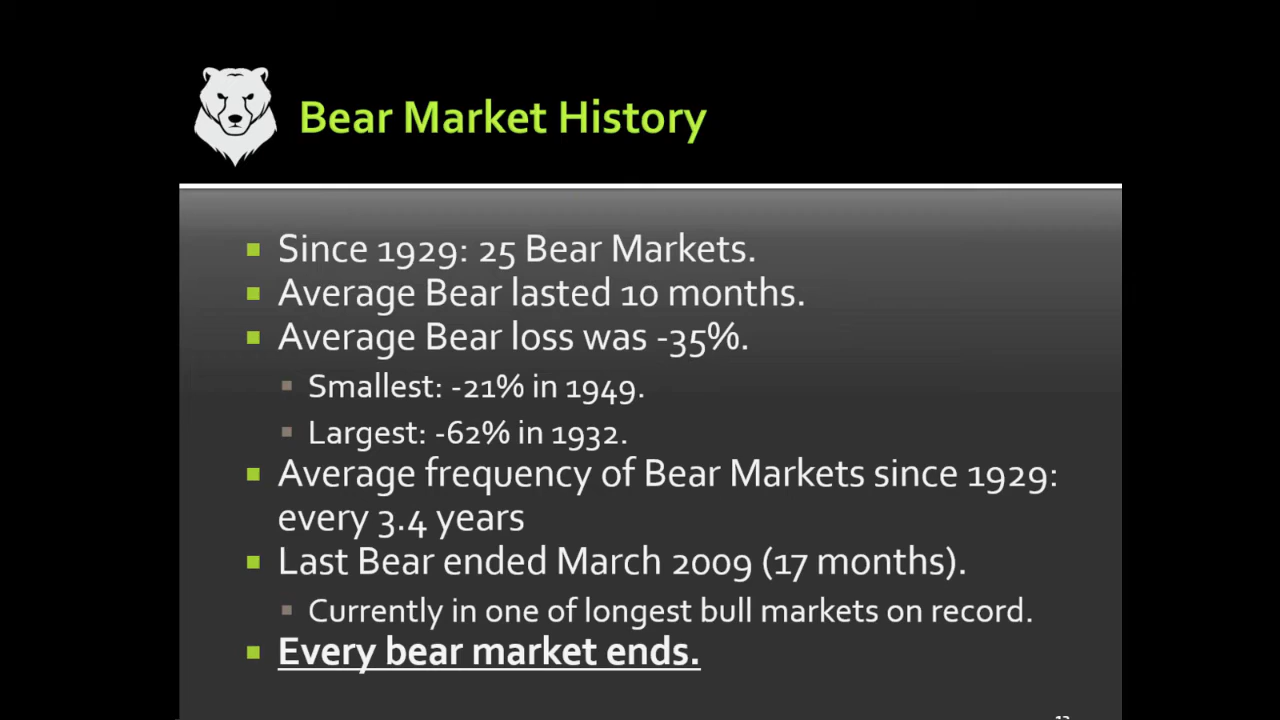 Bear Market History
Since 1929: 25 Bear Markets.
Average Bear lasted 10 months.
Average Bear loss was -35%.
Smallest: -21% in 1949.
Largest: -62% in 1932.
Average frequency of Bear Markets since 1929:
every 3.4 years
Last Bear ended March 2009 (17 months).
Currently in one of longest bull markets on record.
Every bear market ends.